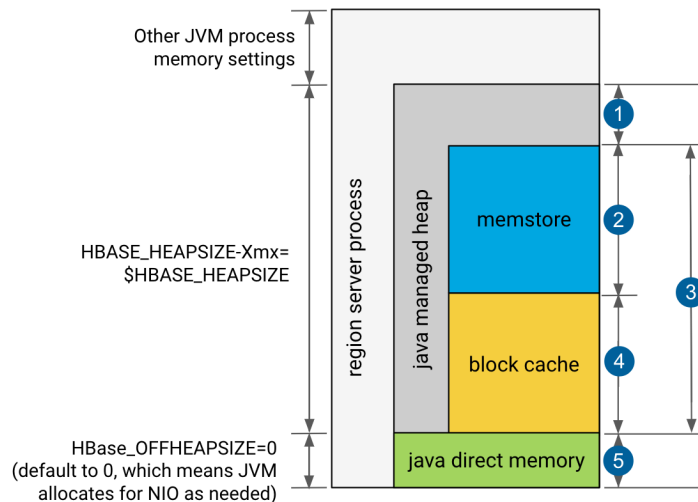 Other JVM process
memory settings
1
memstore
2
HBASE_HEAPSIZE-Xmx=
$HBASE_HEAPSIZE
region server process
java managed heap
3
block cache
4
HBase_OFFHEAPSIZE=0
(default to 0, which means JVM
allocates for NIO as needed)
java direct memory
5